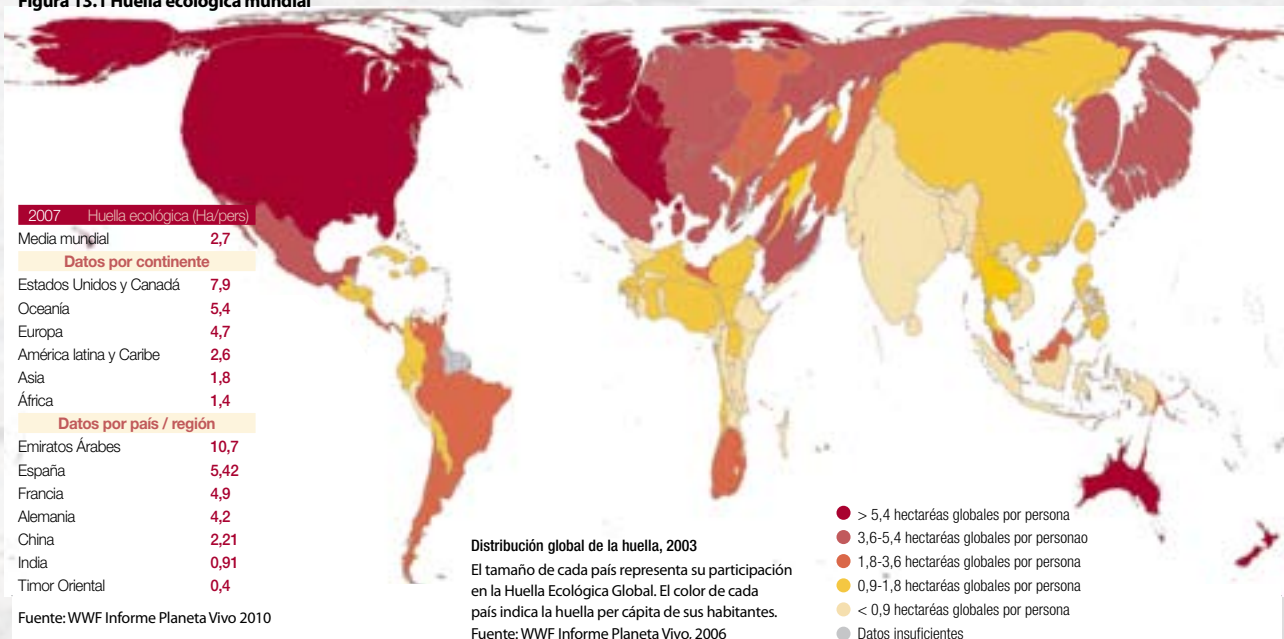 Figura 13.1 Huella ecológica mundial
2007 Huella ecológica (Ha/pers)
Media mundial 2,7
Datos por continente
Estados Unidos y Canadá 7,9
Oceanía 5,4
Europa 4,7
América latina y Caribe 2,6
Asia 1,8
África 1,4
Datos por país / región
Emiratos Árabes 10,7
España 5,42
Francia 4,9
Alemania 4,2
China 2,21
India 0,91
Timor Oriental 0,4
Fuente: WWF Informe Planeta Vivo 2010
Distribución global de la huella, 2003
El tamaño de cada país representa su participación
en la Huella Ecológica Global. El color de cada
país indica la huella per cápita de sus habitantes.
Fuente: WWF Informe Planeta Vivo, 2006
> 5,4 hectaréas globales por persona
3,6-5,4 hectaréas globales por personao
1,8-3,6 hectaréas globales por persona
0,9-1,8 hectaréas globales por persona
< 0,9 hectaréas globales por persona
Datos insuficientes